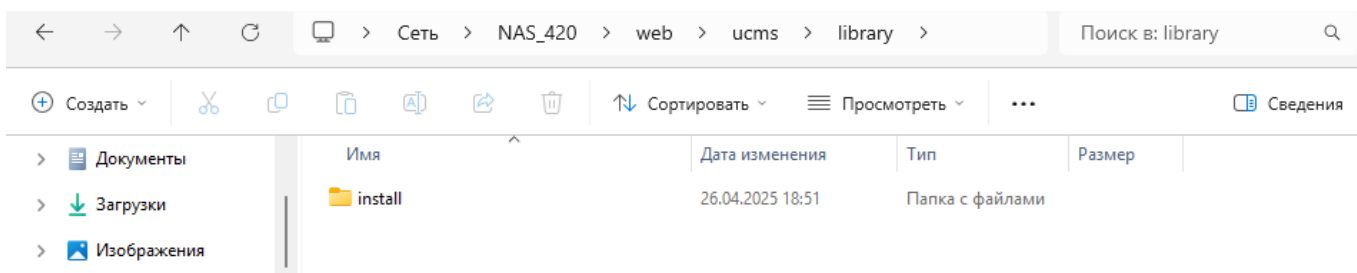 Сеть > NAS_420 > web > ucms > library > Поиск в: library
Создать Сортировать Просмотреть ... Сведения
Имя Дата изменения Тип Размер
Документы
install 26.04.2025 18:51 Папка с файлами
Загрузки
Изображения